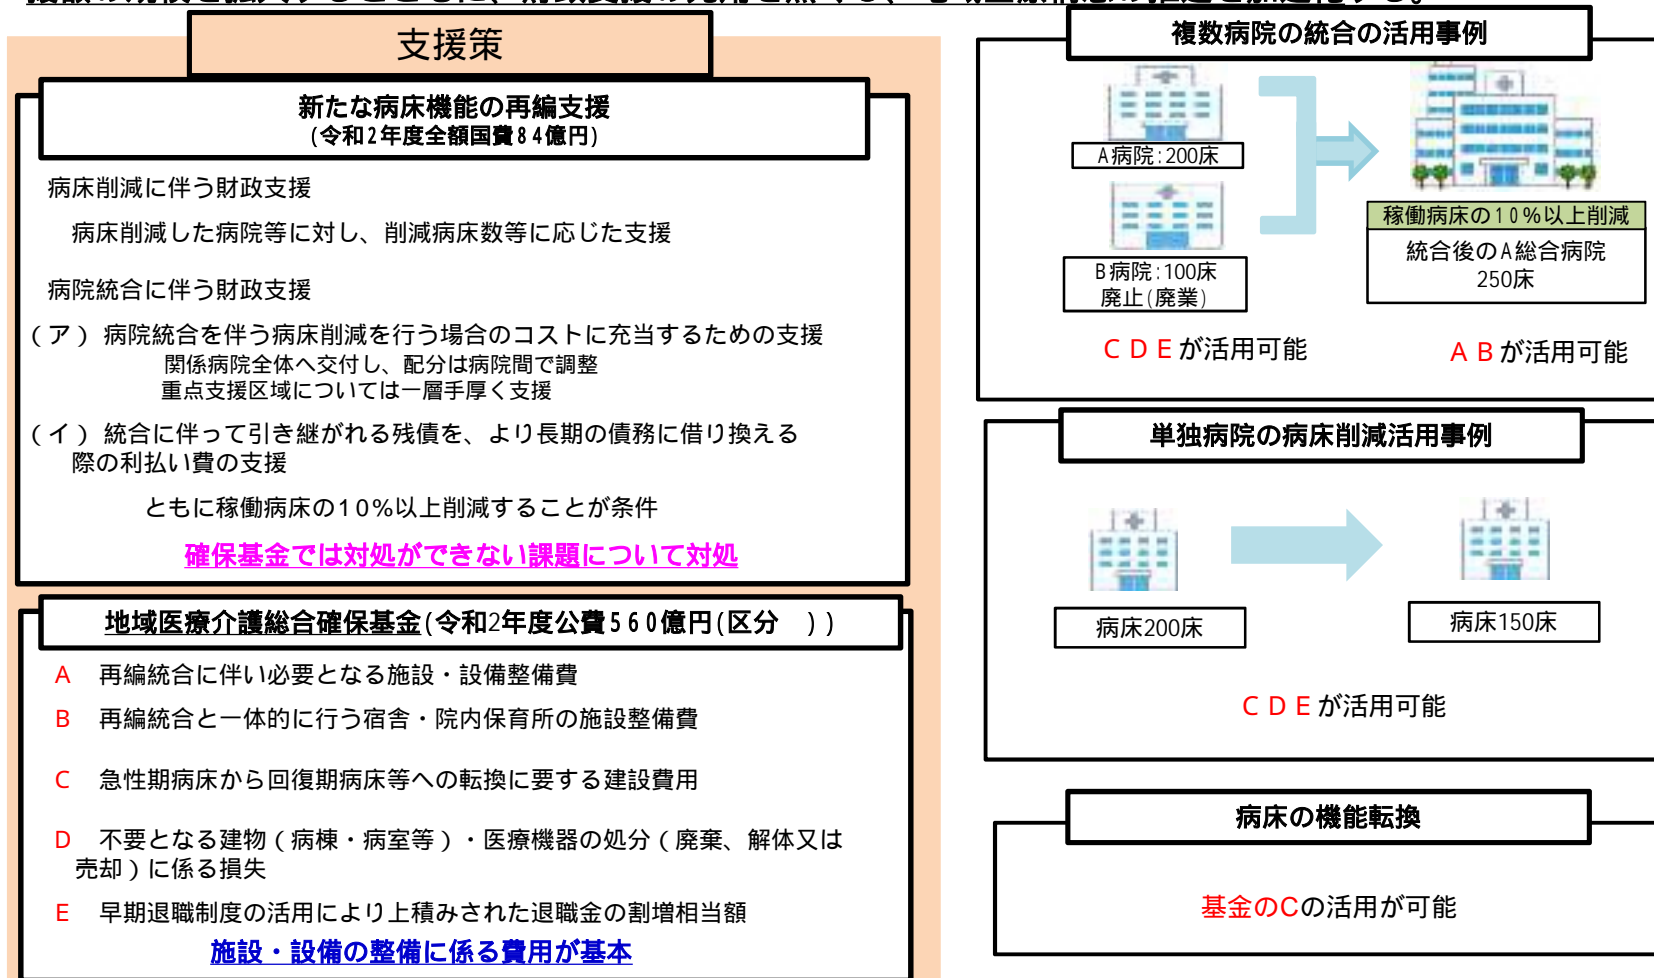 支援策
新たな病床機能の再編支援
(令和2年度全額国費84億円)
病床削減に伴う財政支援
病床削減した病院等に対し、削減病床数等に応じた支援
病院統合に伴う財政支援
(ア) 病院統合を伴う病床削減を行う場合のコストに充当するための支援
関係病院全体へ交付し、配分は病院間で調整
重点支援区域については一層手厚く支援
(イ) 統合に伴って引き継がれる残債を、より長期の債務に借り換える
際の利払い費の支援
ともに稼働病床の10%以上削減することが条件
確保基金では対処ができない課題について対処
地域医療介護総合確保基金(令和2年度公費560億円(区分　))
A　再編統合に伴い必要となる施設・設備整備費
B　再編統合と一体的に行う宿舎・院内保育所の施設整備費
C　急性期病床から回復期病床等への転換に要する建設費用
D　不要となる建物(病棟・病室等)・医療機器の処分(廃棄、解体又は
売却)に係る損失
E　早期退職制度の活用により上積みされた退職金の割増相当額
施設・設備の整備に係る費用が基本
複数病院の統合の活用事例
A病院:200床
B病院:100床
廃止(廃業)
稼働病床の10%以上削減
統合後のA総合病院
250床
CDEが活用可能
ABが活用可能
単独病院の病床削減活用事例
病床200床
病床150床
CDEが活用可能
病床の機能転換
基金のCの活用が可能